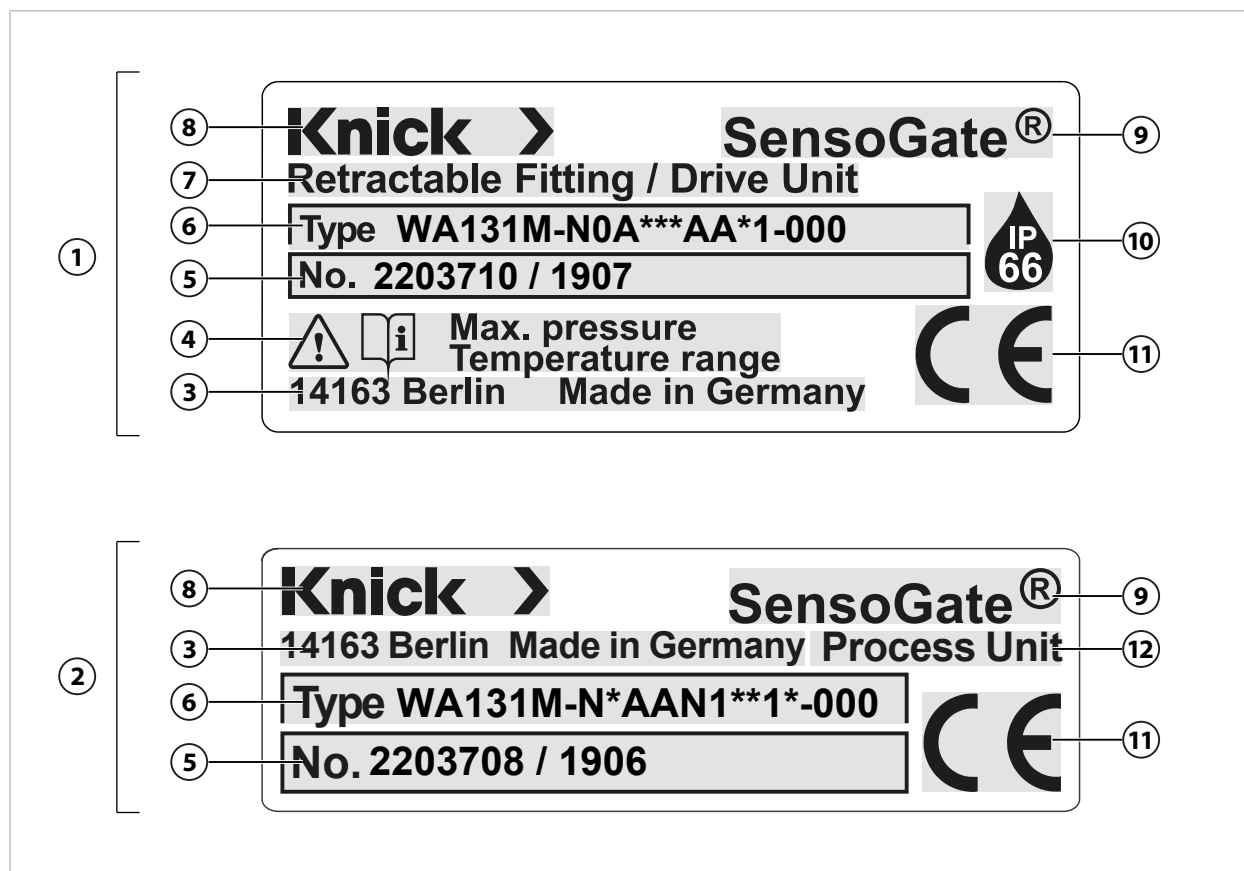 8 Knick > SensoGate® 9
7 Retractable Fitting / Drive Unit
6 Type WA131M-N0A***AA*1-000
IP
66 10
1
5 No. 2203710 / 1907
4 Max. pressure
Temperature range
CE 11
3 14163 Berlin Made in Germany
8 Knick > SensoGate® 9
3 14163 Berlin Made in Germany Process Unit 12
2
6 Type WA131M-N*AAN1**1*-000
CE 11
5 No. 2203708 / 1906